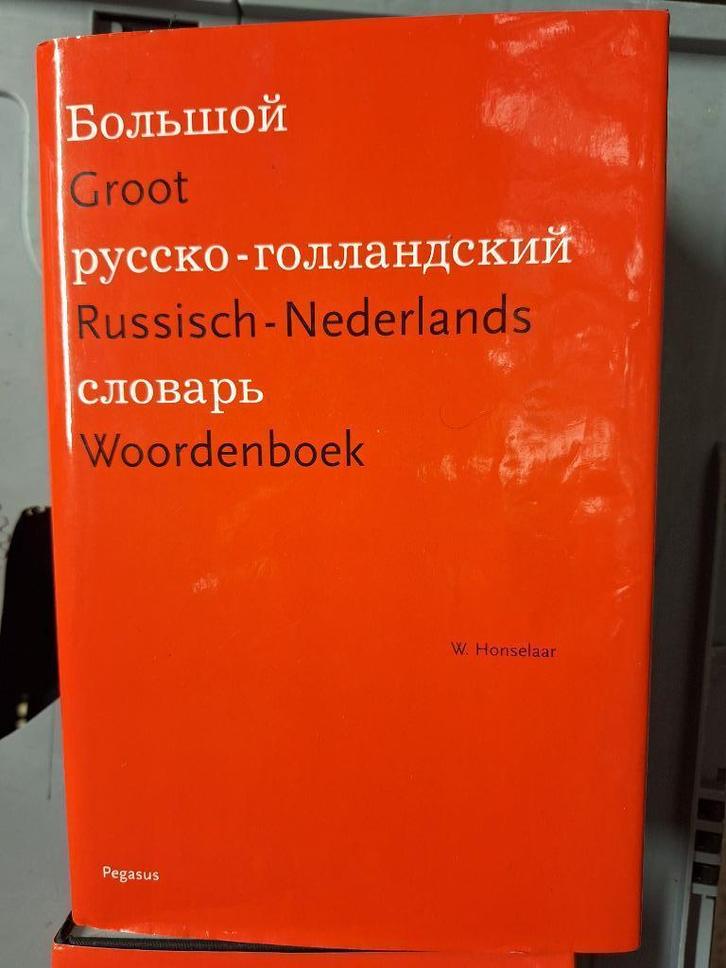 Большой
Groot
русско-голландский
Russisch-Nederlands
словарь
Woordenboek
W. Honselaar
Pegasus